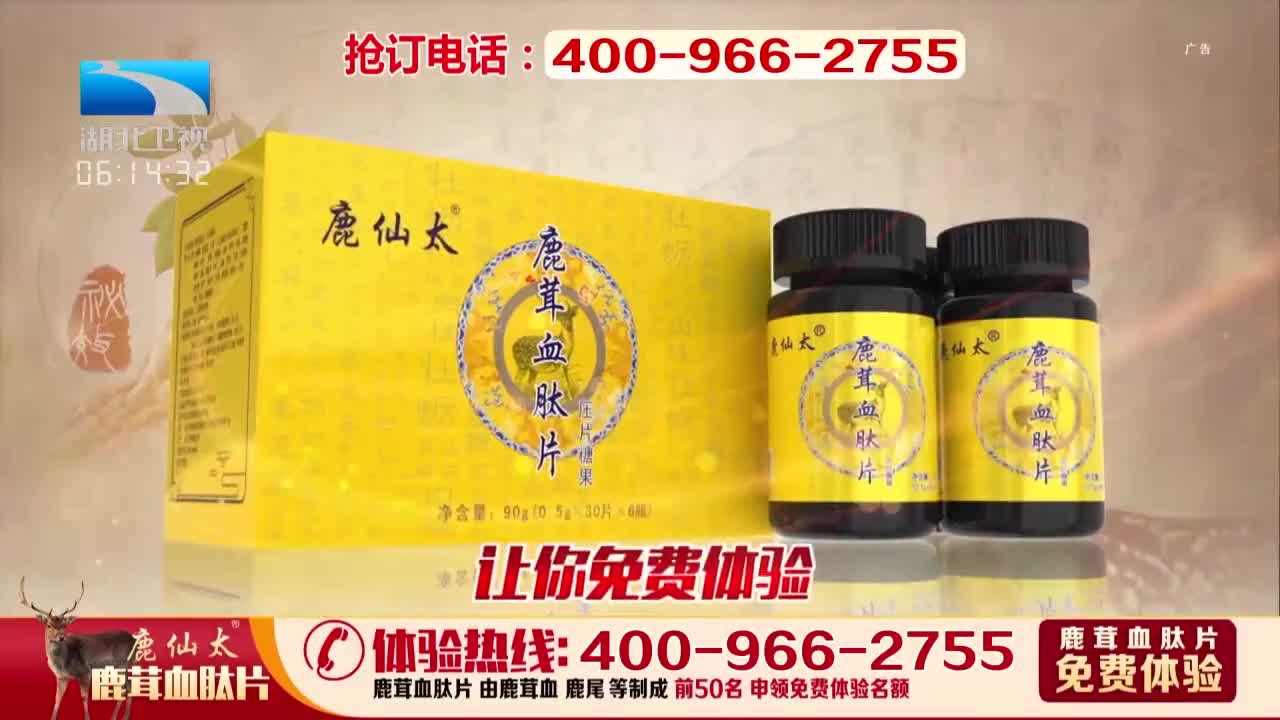 抢订电话:400-966-2755
广告
湖北卫视
06:14:32
鹿仙太®
鹿茸血肽片
压片糖果
净含量:90g(0.5g×30片×6瓶)
鹿仙太®
鹿茸血肽片
鹿仙太®
鹿茸血肽片
秘
让你免费体验
鹿仙太®
鹿茸血肽片
体验热线:400-966-2755
鹿茸血肽片 由鹿茸血 鹿尾 等制成 前50名 申领免费体验名额
鹿茸血肽片
免费体验